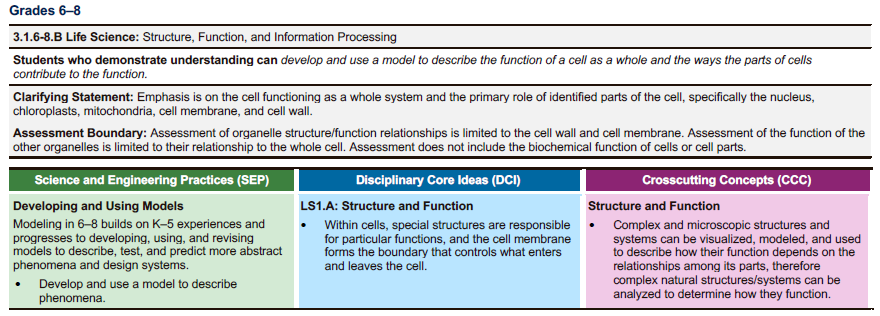 Grades 6–8
3.1.6-8.B Life Science: Structure, Function, and Information Processing
Students who demonstrate understanding can develop and use a model to describe the function of a cell as a whole and the ways the parts of cells
contribute to the function.
Clarifying Statement: Emphasis is on the cell functioning as a whole system and the primary role of identified parts of the cell, specifically the nucleus,
chloroplasts, mitochondria, cell membrane, and cell wall.
Assessment Boundary: Assessment of organelle structure/function relationships is limited to the cell wall and cell membrane. Assessment of the function of the
other organelles is limited to their relationship to the whole cell. Assessment does not include the biochemical function of cells or cell parts.
Science and Engineering Practices (SEP)
Developing and Using Models
Modeling in 6–8 builds on K–5 experiences and
progresses to developing, using, and revising
models to describe, test, and predict more abstract
phenomena and design systems.
• Develop and use a model to describe
phenomena.
Disciplinary Core Ideas (DCI)
LS1.A: Structure and Function
• Within cells, special structures are responsible
for particular functions, and the cell membrane
forms the boundary that controls what enters
and leaves the cell.
Crosscutting Concepts (CCC)
Structure and Function
• Complex and microscopic structures and
systems can be visualized, modeled, and used
to describe how their function depends on the
relationships among its parts, therefore
complex natural structures/systems can be
analyzed to determine how they function.